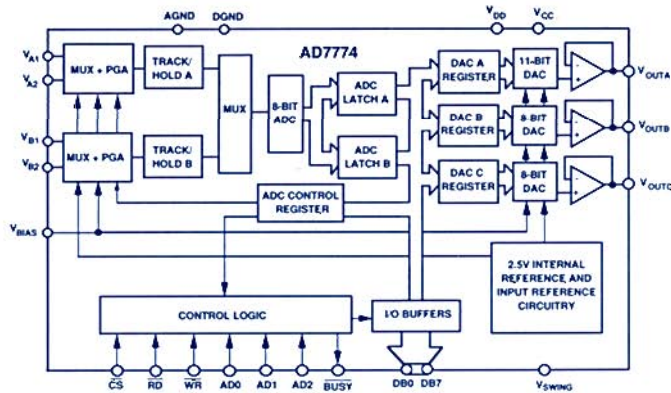 AGND DGND VDD VCC
AD7774
VA1
VA2
MUX + PGA
TRACK/
HOLD A
MUX
8-BIT
ADC
ADC
LATCH A
DAC A
REGISTER
11-BIT
DAC
VOUTA
VB1
VB2
MUX + PGA
TRACK/
HOLD B
ADC
LATCH B
DAC B
REGISTER
8-BIT
DAC
VOUTB
DAC C
REGISTER
8-BIT
DAC
VOUTC
ADC CONTROL
REGISTER
VBIAS
2.5V INTERNAL
REFERENCE AND
INPUT REFERENCE
CIRCUITRY
CONTROL LOGIC
I/O BUFFERS
CS RD WR AD0 AD1 AD2 BUSY DB0 DB7 VSWING